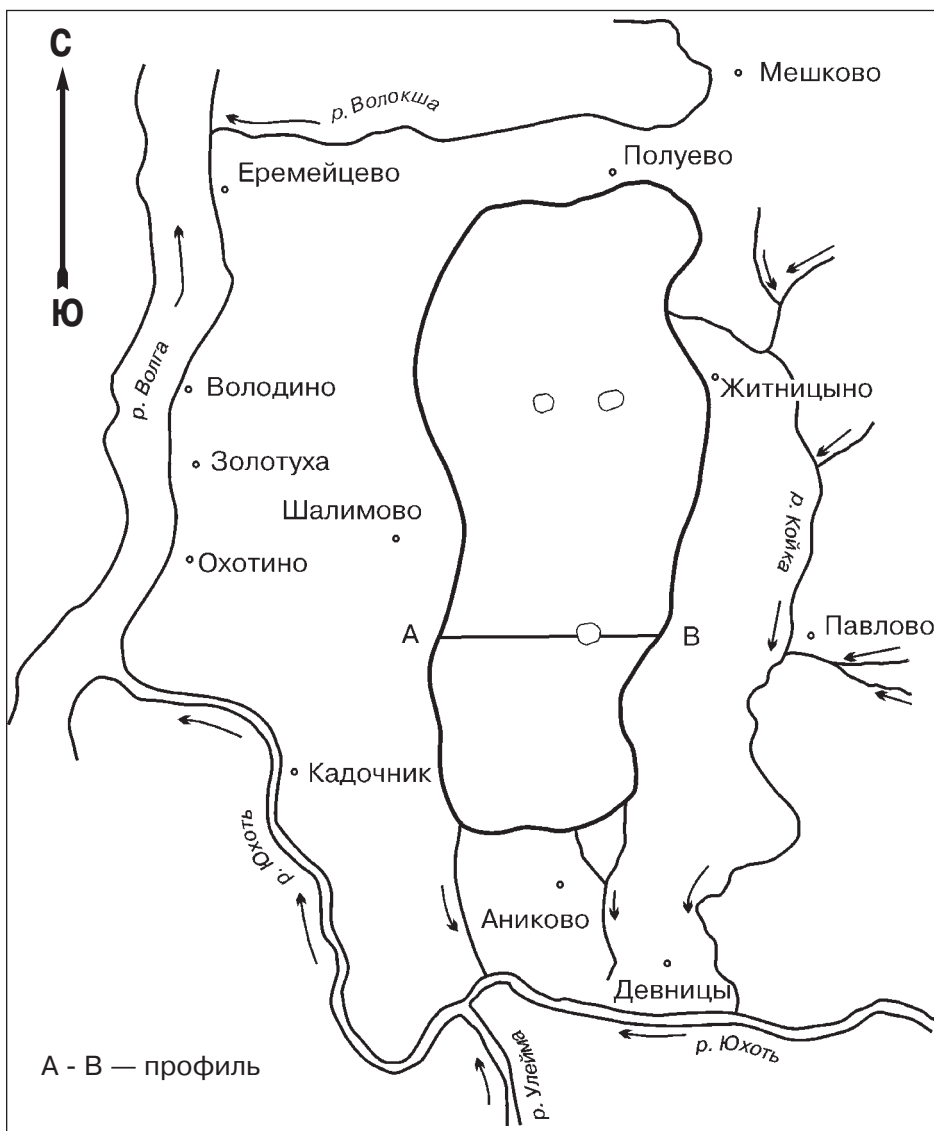 С
Мешково
р. Волокша
Полуево
Еремейцево
Ю
р. Волга
Володино
Житницыно
Золотуха
Шалимово
р. Койка
Охотино
А
В
Павлово
Кадочник
р. Юхоть
Аниково
Девницы
р. Юхоть
р. Улейма
А - В — профиль